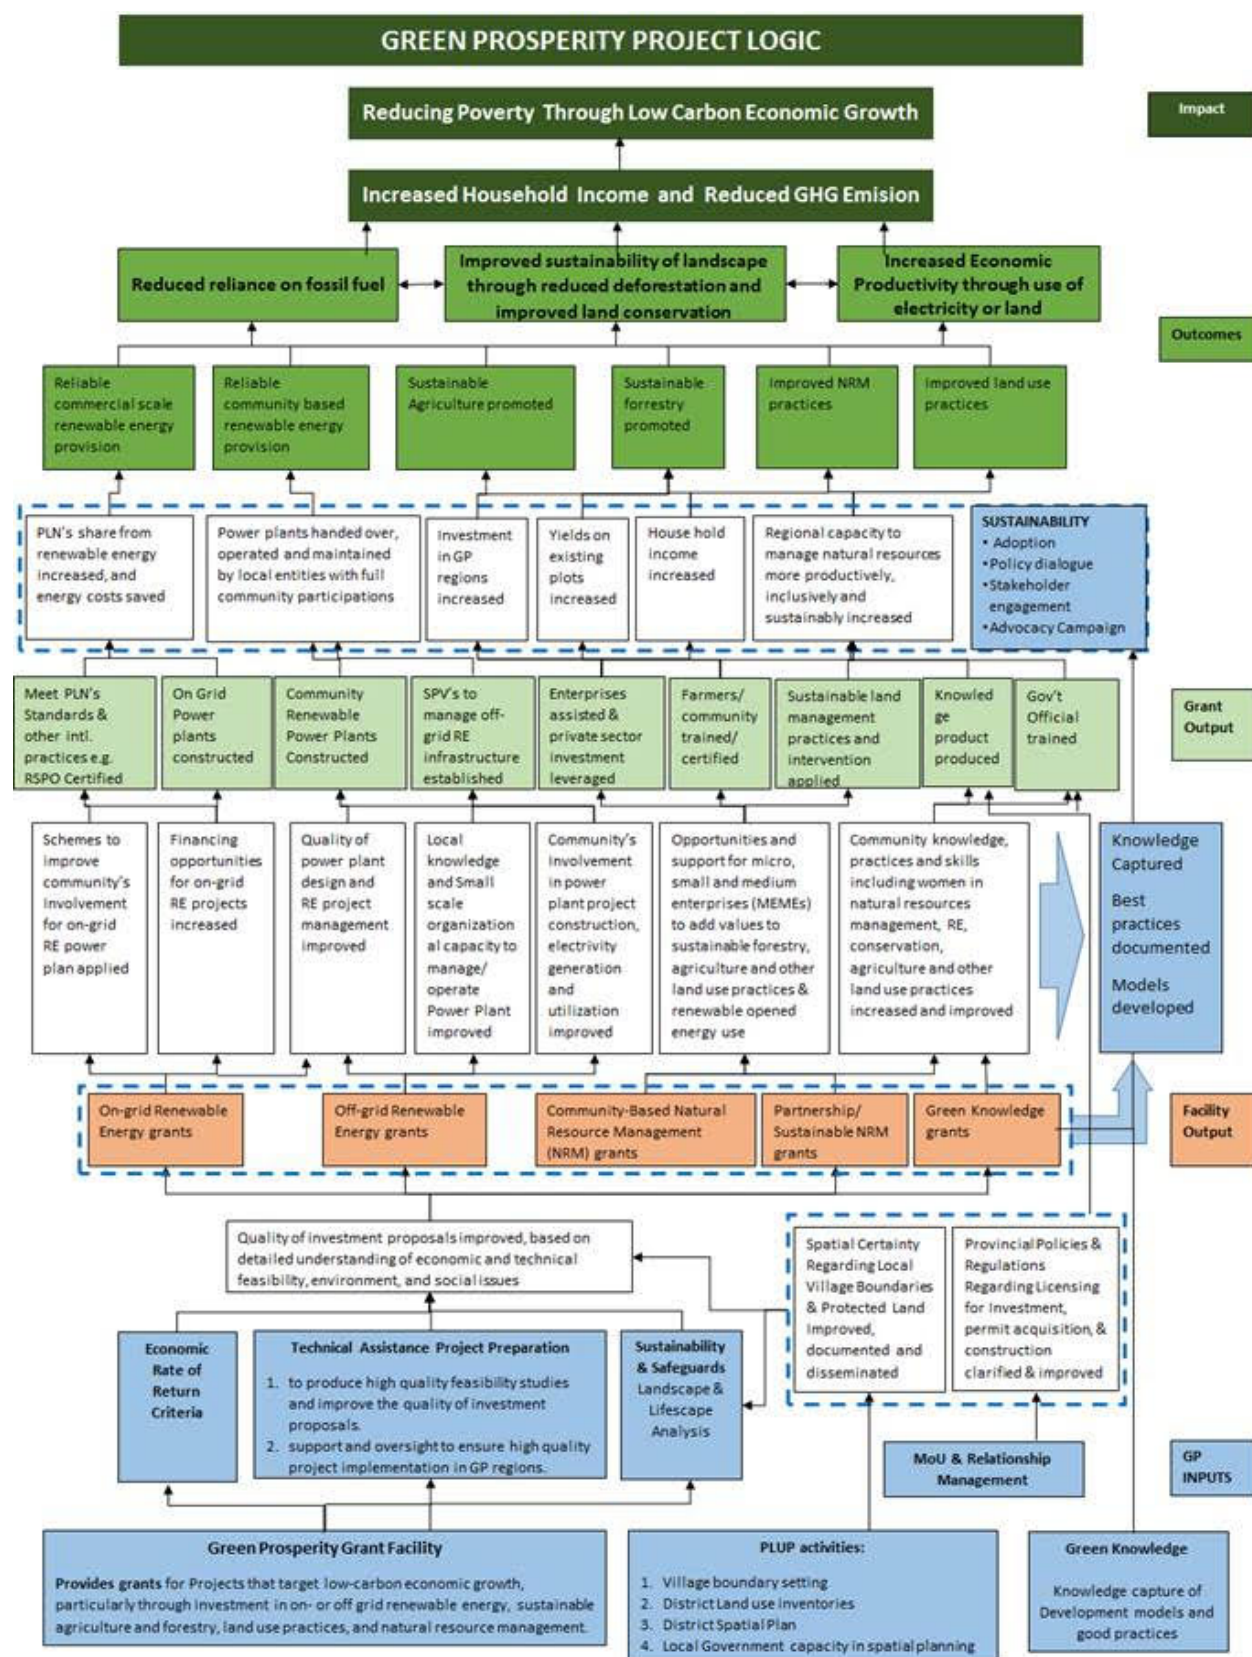 GREEN PROSPERITY PROJECT LOGIC
Reducing Poverty Through Low Carbon Economic Growth
Impact
Increased Household Income and Reduced GHG Emision
Reduced reliance on fossil fuel
Improved sustainability of landscape
through reduced deforestation and
improved land conservation
Increased Economic
Productivity through use of
electricity or land
Outcomes
Reliable
commercial scale
renewable energy
provision
Reliable
community based
renewable energy
provision
Sustainable
Agriculture promoted
Sustainable
forrestry
promoted
Improved NRM
practices
Improved land use
practices
PLN's share from
renewable energy
increased, and
energy costs saved
Power plants handed over,
operated and maintained
by local entities with full
community participations
Investment
in GP
regions
increased
Yields on
existing
plots
increased
House hold
income
increased
Regional capacity to
manage natural resources
more productively,
inclusively and
sustainably increased
SUSTAINABILITY
• Adoption
• Policy dialogue
• Stakeholder
engagement
• Advocacy Campaign
Meet PLN's
Standards &
other intl.
practices e.g.
RSPO Certified
On Grid
Power
plants
constructed
Community
Renewable
Power Plants
Constructed
SPV's to
manage off-
grid RE
infrastructure
established
Enterprises
assisted &
private sector
investment
leveraged
Farmers/
community
trained/
certified
Sustainable land
management
practices and
intervention
applied
Knowled
ge
product
produced
Gov't
Official
trained
Grant
Output
Schemes to
improve
community's
Involvement
for on-grid
RE power
plan applied
Financing
opportunities
for on-grid
RE projects
increased
Quality of
power plant
design and
RE project
management
improved
Local
knowledge
and Small
scale
organization
al capacity to
manage/
operate
Power Plant
improved
Community's
Involvement
in power
plant project
construction,
electrivity
generation
and
utilization
improved
Opportunities and
support for micro,
small and medium
enterprises (MEMEs)
to add values to
sustainable forestry,
agriculture and other
land use practices &
renewable opened
energy use
Community knowledge,
practices and skills
including women in
natural resources
management, RE,
conservation,
agriculture and other
land use practices
increased and improved
Knowledge
Captured
Best
practices
documented
Models
developed
On-grid Renewable
Energy grants
Off-grid Renewable
Energy grants
Community-Based Natural
Resource Management
(NRM) grants
Partnership/
Sustainable NRM
grants
Green Knowledge
grants
Facility
Output
Quality of investment proposals improved, based on
detailed understanding of economic and technical
feasibility, environment, and social issues
Spatial Certainty
Regarding Local
Village Boundaries
& Protected Land
Improved,
documented and
disseminated
Provincial Policies &
Regulations
Regarding Licensing
for Investment,
permit acquisition, &
construction
clarified & improved
Economic
Rate of
Return
Criteria
Technical Assistance Project Preparation
1. to produce high quality feasibility studies
and improve the quality of investment
proposals.
2. support and oversight to ensure high quality
project implementation in GP regions.
Sustainability
& Safeguards
Landscape &
Lifescape
Analysis
MoU & Relationship
Management
GP
INPUTS
Green Prosperity Grant Facility
Provides grants for Projects that target low-carbon economic growth,
particularly through Investment in on- or off grid renewable energy, sustainable
agriculture and forestry, land use practices, and natural resource management.
PLUP activities:
1. Village boundary setting
2. District Land use inventories
3. District Spatial Plan
4. Local Government capacity in spatial planning
Green Knowledge
Knowledge capture of
Development models and
good practices